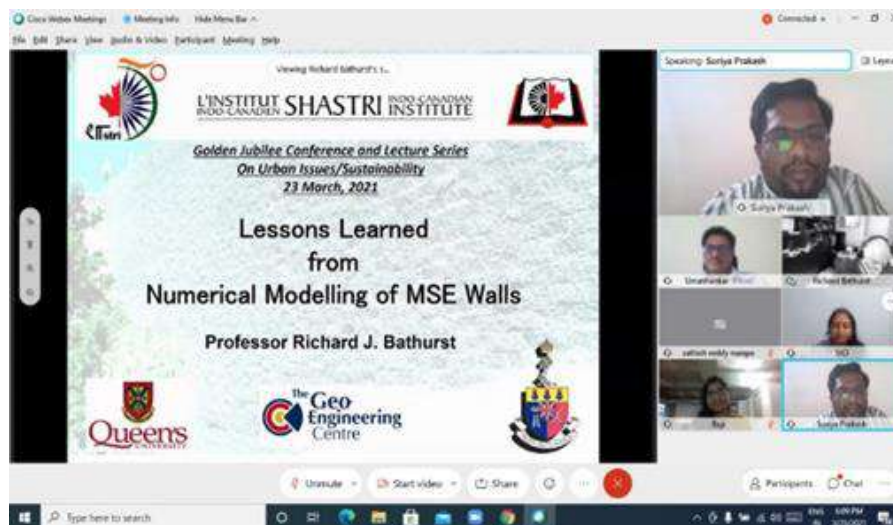 Cisco Webex Meetings
Meeting Info
Hide Menu Bar
Connected
File Edit Share View Audio & Video Participant Meeting Help
Viewing Richard Bathurst's s...
Speaking: Suriya Prakash
Layout
L'INSTITUT INDO-CANADIEN SHASTRI INDO-CANADIAN INSTITUTE
Golden Jubilee Conference and Lecture Series
On Urban Issues/Sustainability
23 March, 2021
Lessons Learned
from
Numerical Modelling of MSE Walls
Professor Richard J. Bathurst
Queen's
UNIVERSITY
The Geo
Engineering
Centre
Suriya Prakash
Umashankar
Richard Bathurst
sathish reddy
Suriya Prakash
Unmute
Start video
Share
Participants
Chat
Type here to search
ENG